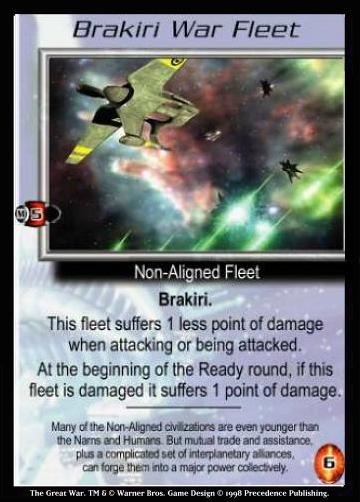 Brakiri War Fleet
M 5
Non-Aligned Fleet
Brakiri.
This fleet suffers 1 less point of damage
when attacking or being attacked.
At the beginning of the Ready round, if this
fleet is damaged it suffers 1 point of damage.
Many of the Non-Aligned civilizations are even younger than
the Narns and Humans. But mutual trade and assistance,
plus a complicated set of interplanetary alliances,
can forge them into a major power collectively.
6
The Great War. TM & © Warner Bros. Game Design © 1998 Precedence Publishing.